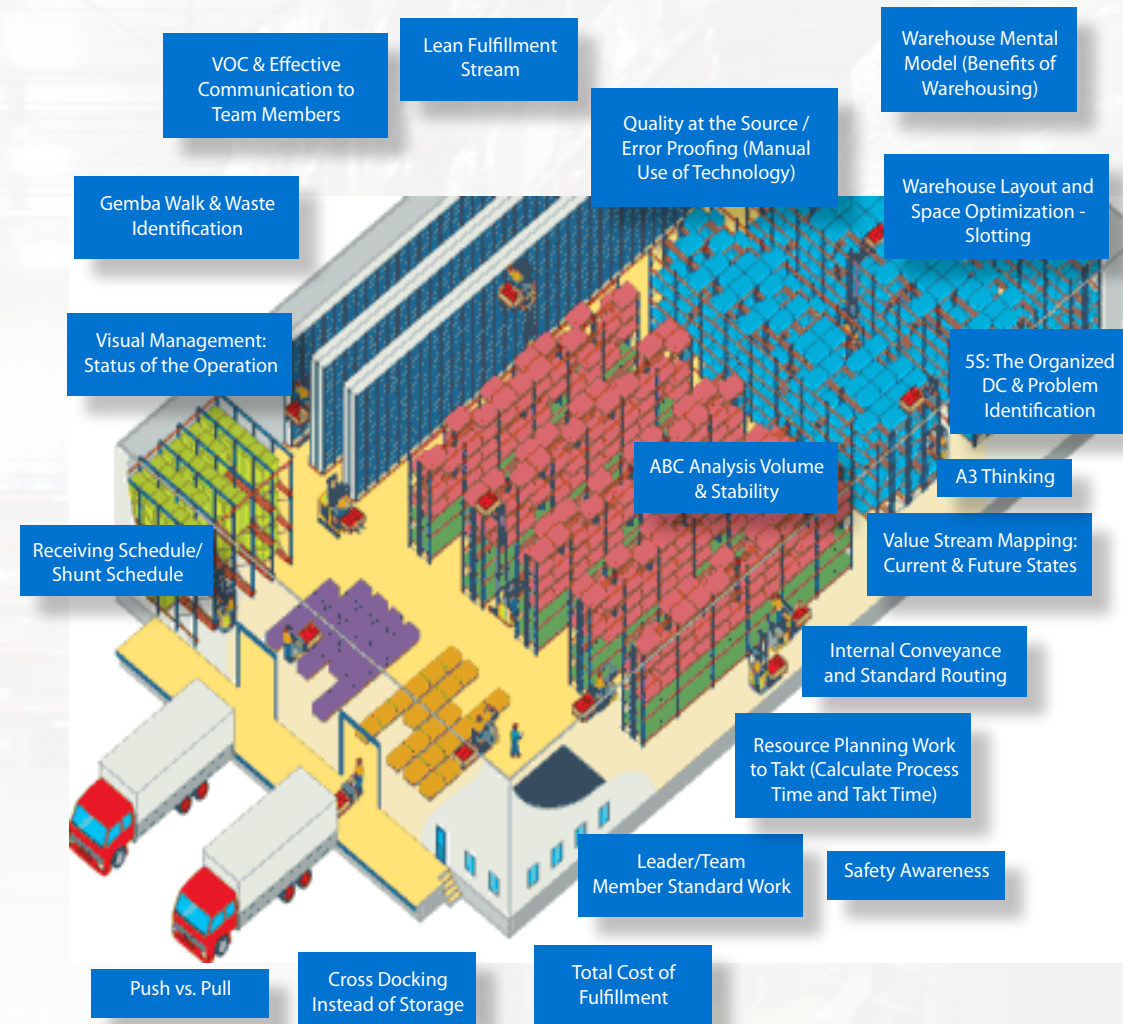 VOC & Effective
Communication to
Team Members
Lean Fulfillment
Stream
Warehouse Mental
Model (Benefits of
Warehousing)
Quality at the Source /
Error Proofing (Manual
Use of Technology)
Gemba Walk & Waste
Identification
Warehouse Layout and
Space Optimization -
Slotting
Visual Management:
Status of the Operation
5S: The Organized
DC & Problem
Identification
ABC Analysis Volume
& Stability
A3 Thinking
Receiving Schedule/
Shunt Schedule
Value Stream Mapping:
Current & Future States
Internal Conveyance
and Standard Routing
Resource Planning Work
to Takt (Calculate Process
Time and Takt Time)
Leader/Team
Member Standard Work
Safety Awareness
Push vs. Pull
Cross Docking
Instead of Storage
Total Cost of
Fulfillment